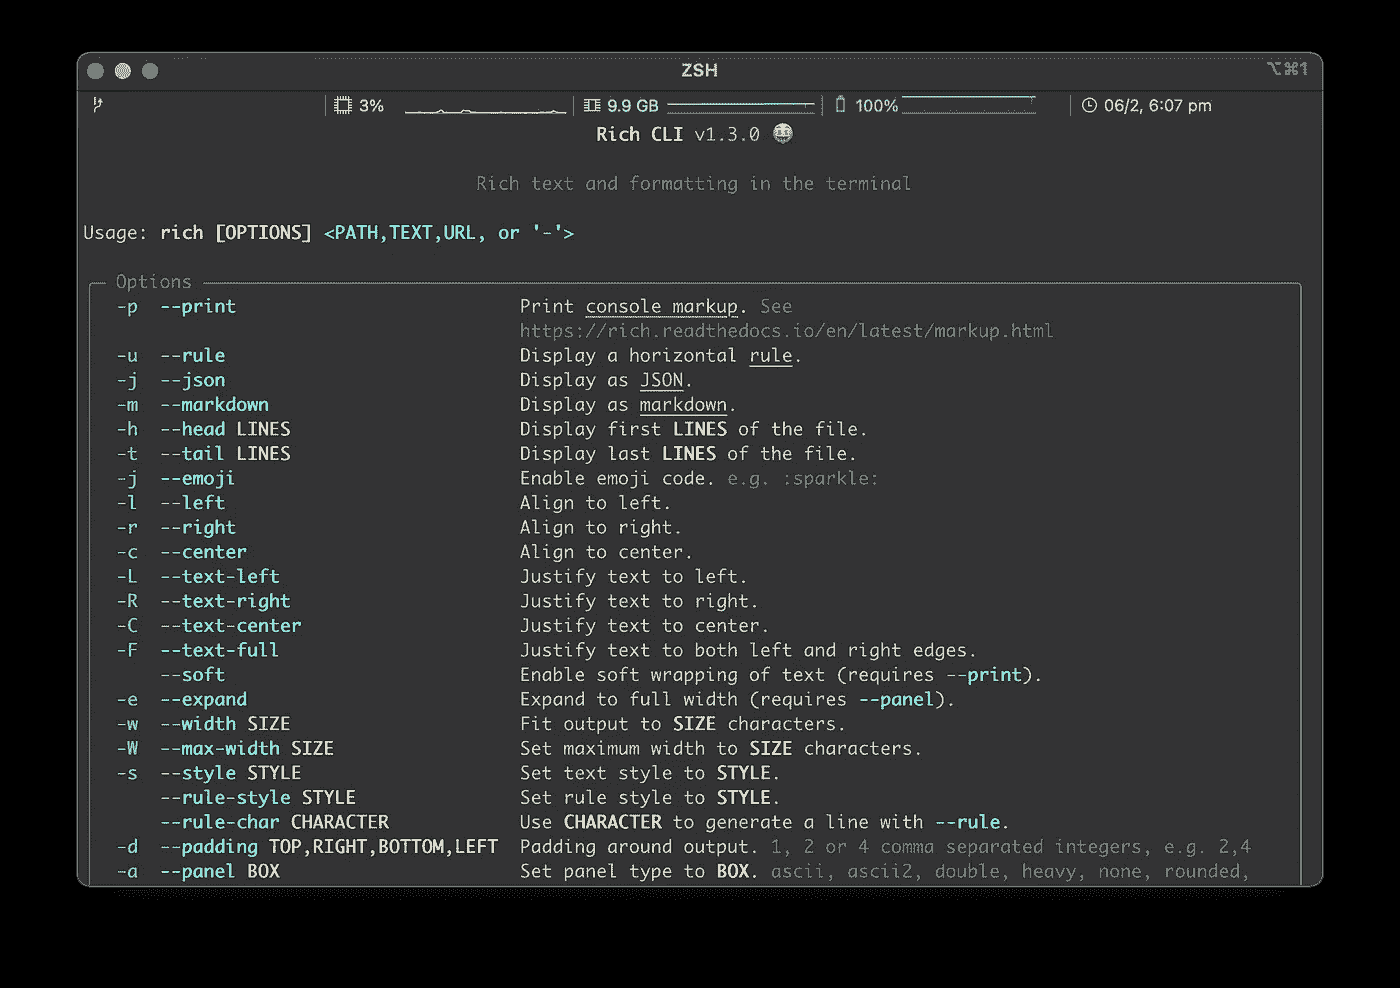 ZSH
⌥⌘1
3% 9.9 GB 100% 06/2, 6:07 pm
Rich CLI v1.3.0 🤑
Rich text and formatting in the terminal
Usage: rich [OPTIONS] <PATH,TEXT,URL, or '-'>
Options
-p --print Print console markup. See
https://rich.readthedocs.io/en/latest/markup.html
-u --rule Display a horizontal rule.
-j --json Display as JSON.
-m --markdown Display as markdown.
-h --head LINES Display first LINES of the file.
-t --tail LINES Display last LINES of the file.
-j --emoji Enable emoji code. e.g. :sparkle:
-l --left Align to left.
-r --right Align to right.
-c --center Align to center.
-L --text-left Justify text to left.
-R --text-right Justify text to right.
-C --text-center Justify text to center.
-F --text-full Justify text to both left and right edges.
--soft Enable soft wrapping of text (requires --print).
-e --expand Expand to full width (requires --panel).
-w --width SIZE Fit output to SIZE characters.
-W --max-width SIZE Set maximum width to SIZE characters.
-s --style STYLE Set text style to STYLE.
--rule-style STYLE Set rule style to STYLE.
--rule-char CHARACTER Use CHARACTER to generate a line with --rule.
-d --padding TOP,RIGHT,BOTTOM,LEFT Padding around output. 1, 2 or 4 comma separated integers, e.g. 2,4
-a --panel BOX Set panel type to BOX. ascii, ascii2, double, heavy, none, rounded,